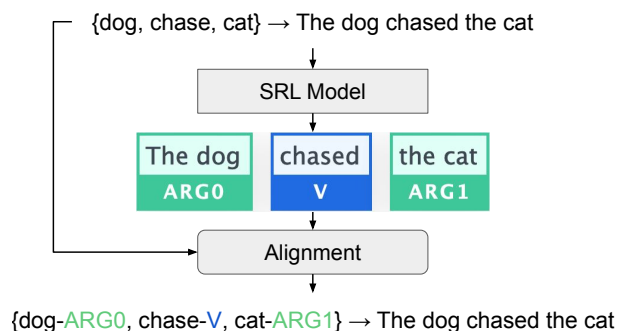 {dog, chase, cat} → The dog chased the cat
SRL Model
The dog chased the cat
ARG0 V ARG1
Alignment
{dog-ARG0, chase-V, cat-ARG1} → The dog chased the cat